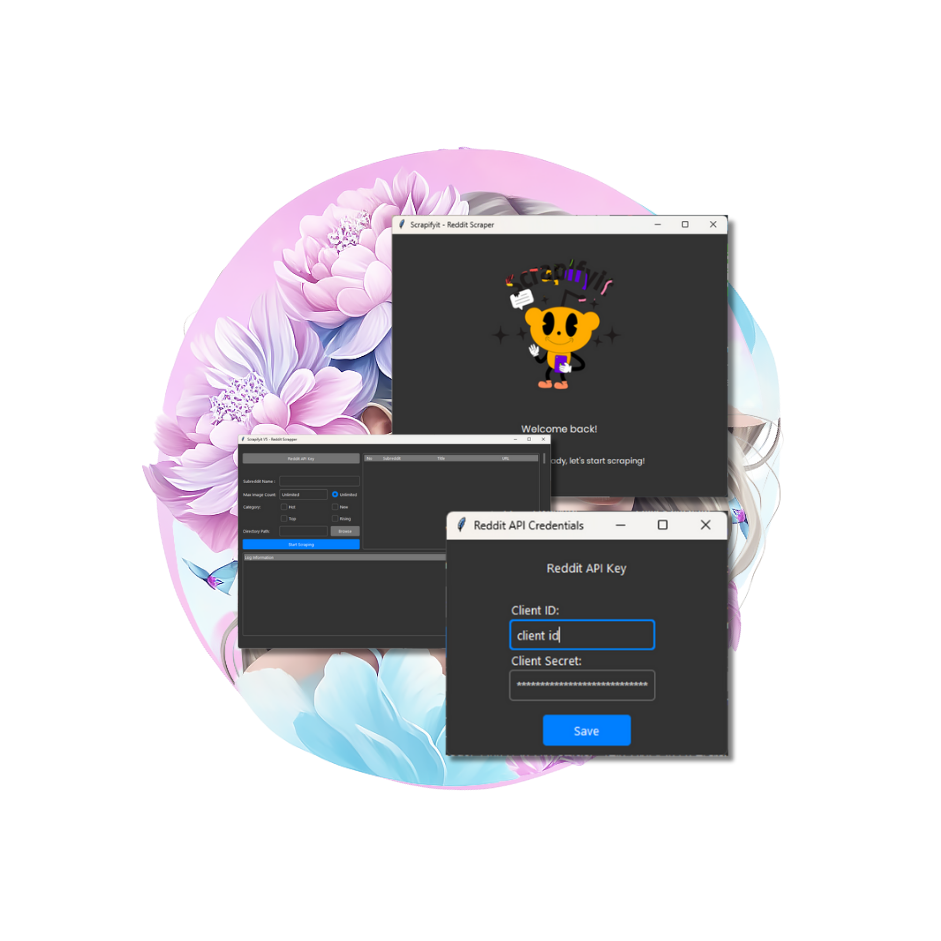 Scrapifyit - Reddit Scraper
Scrapifyit
Welcome back!
ady, let's start scraping!
Scrapifyit V1 - Reddit Scrapper
Reddit API Key
No. Subreddit Title URL
Subreddit Name :
Max Image Count: Unlimited Unlimited
Category: Hot New
Top Rising
Directory Path: Browse
Start Scraping
Log Information
Reddit API Credentials
Reddit API Key
Client ID:
client id
Client Secret:
****************************
Save